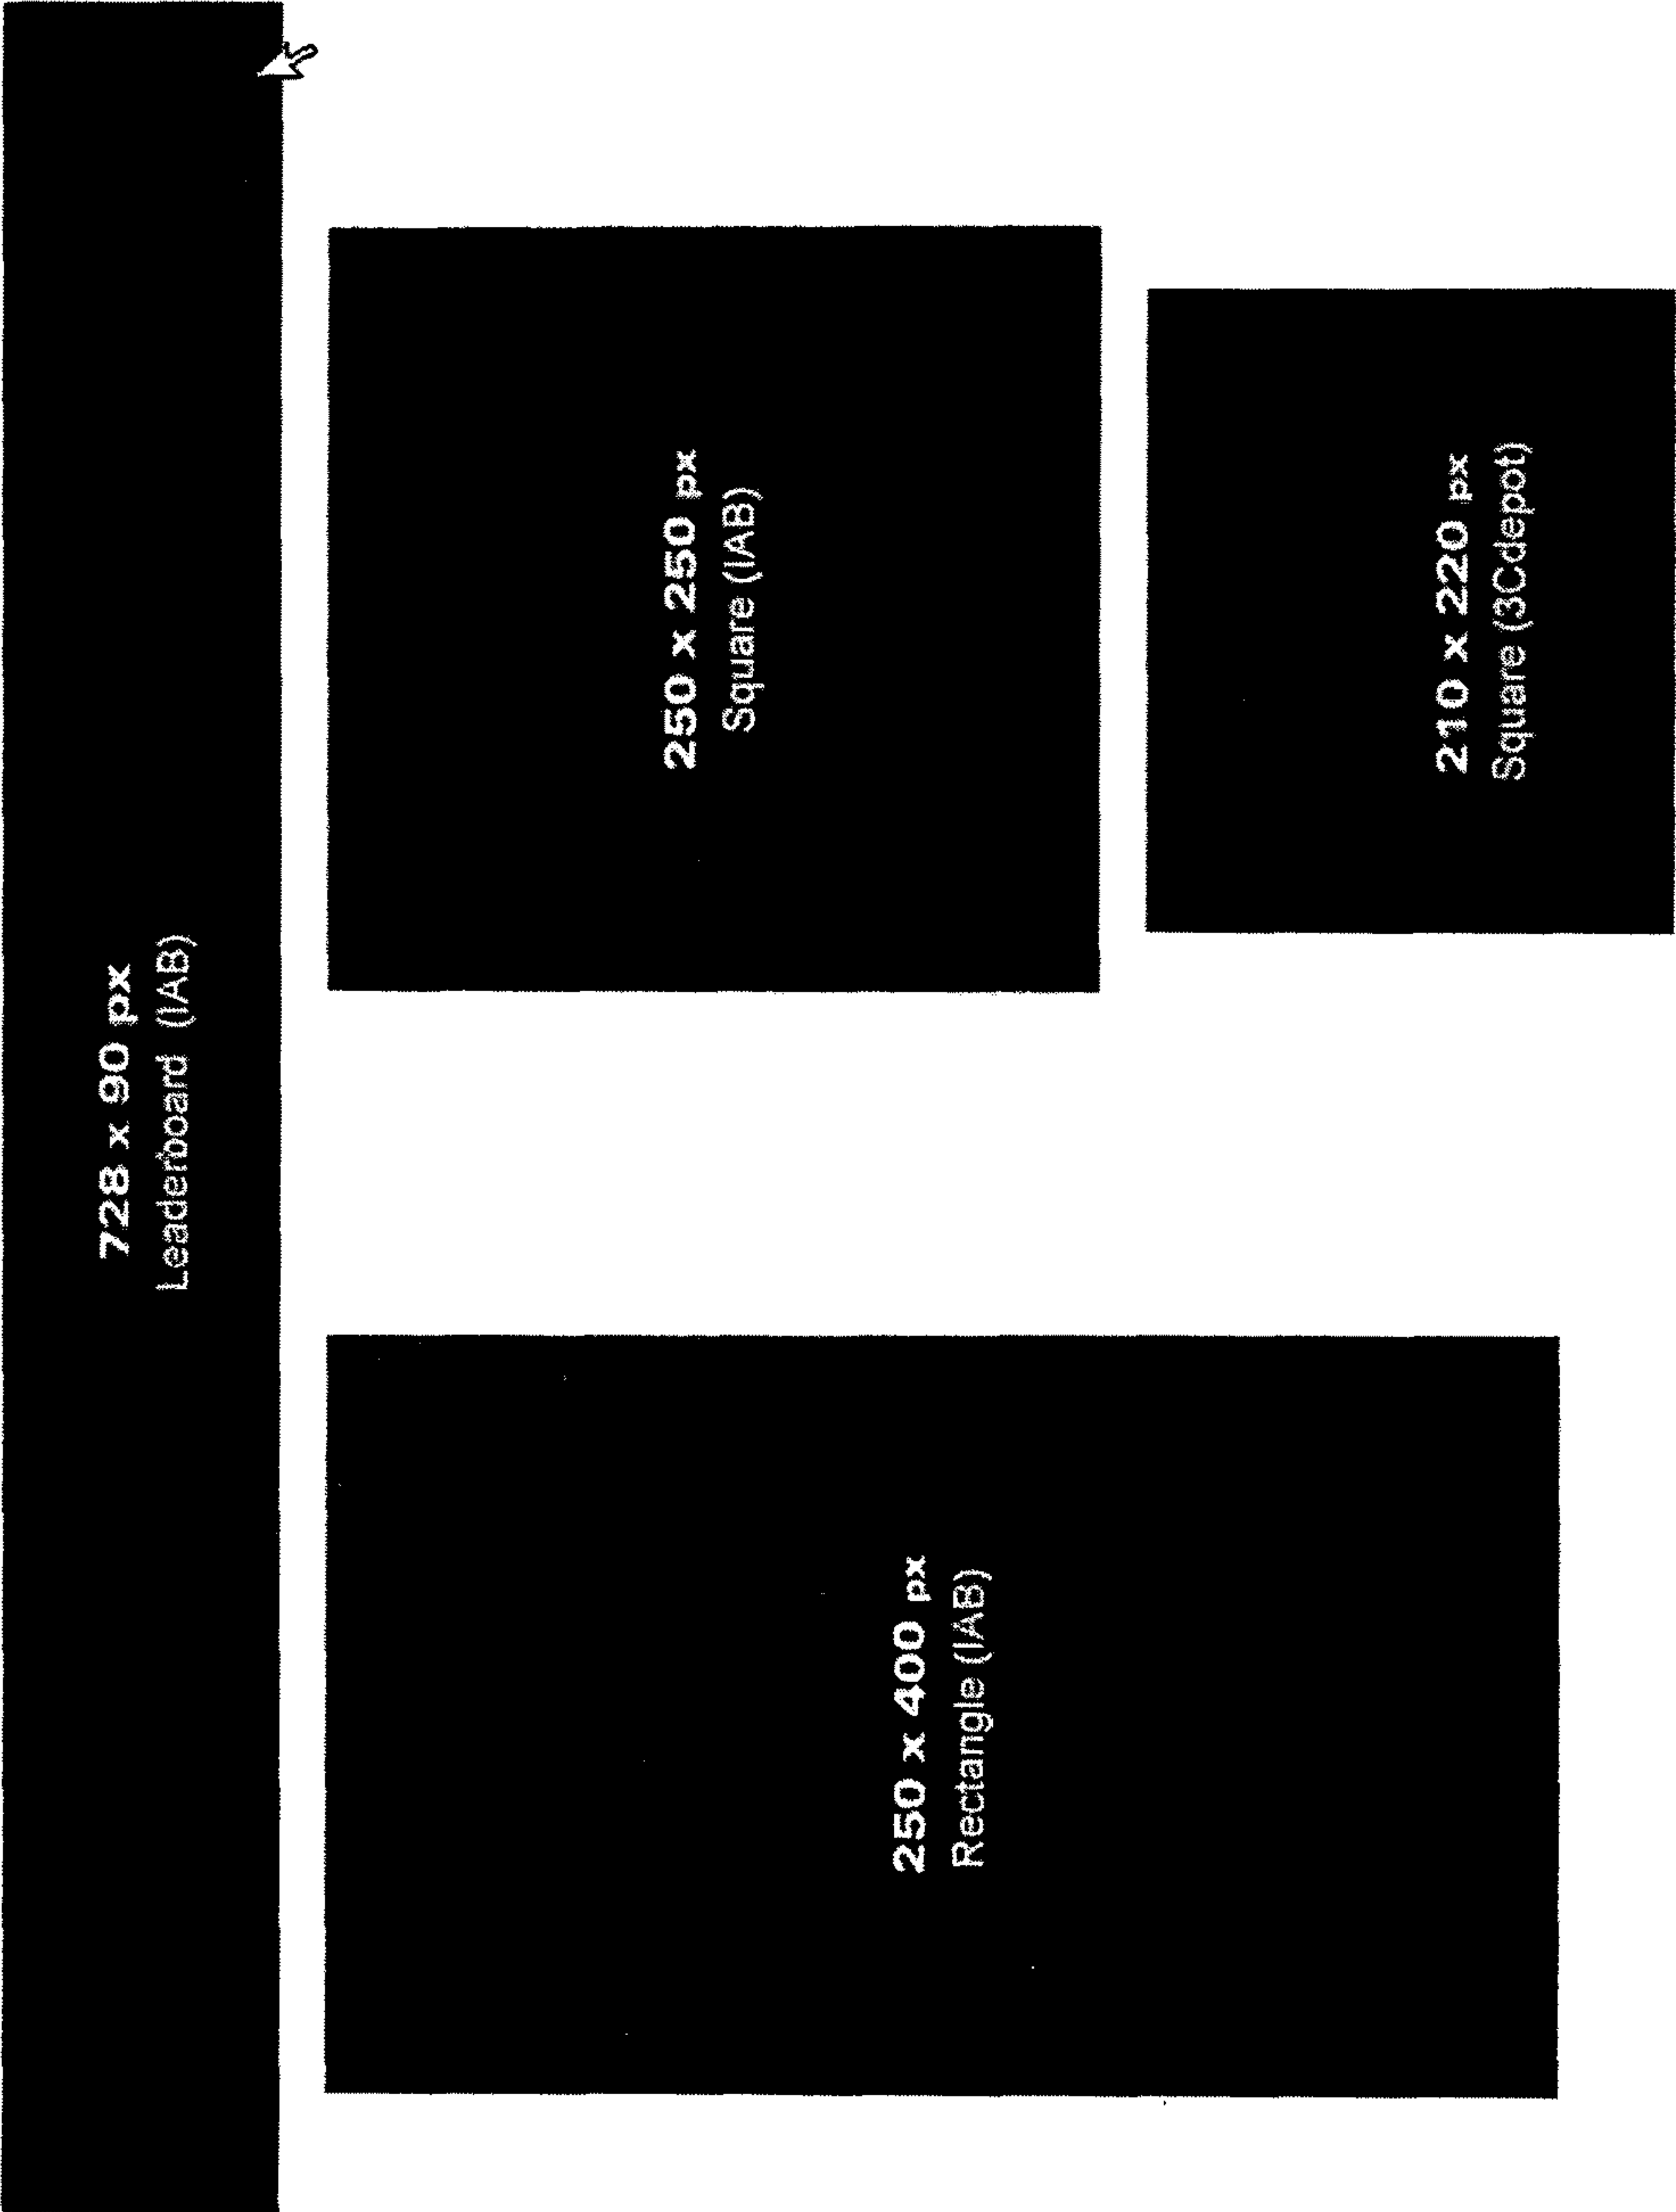 728 x 90 px
Leaderboard (IAB)
250 x 400 px
Rectangle (IAB)
250 x 250 px
Square (IAB)
210 x 220 px
Square (3Cdepot)